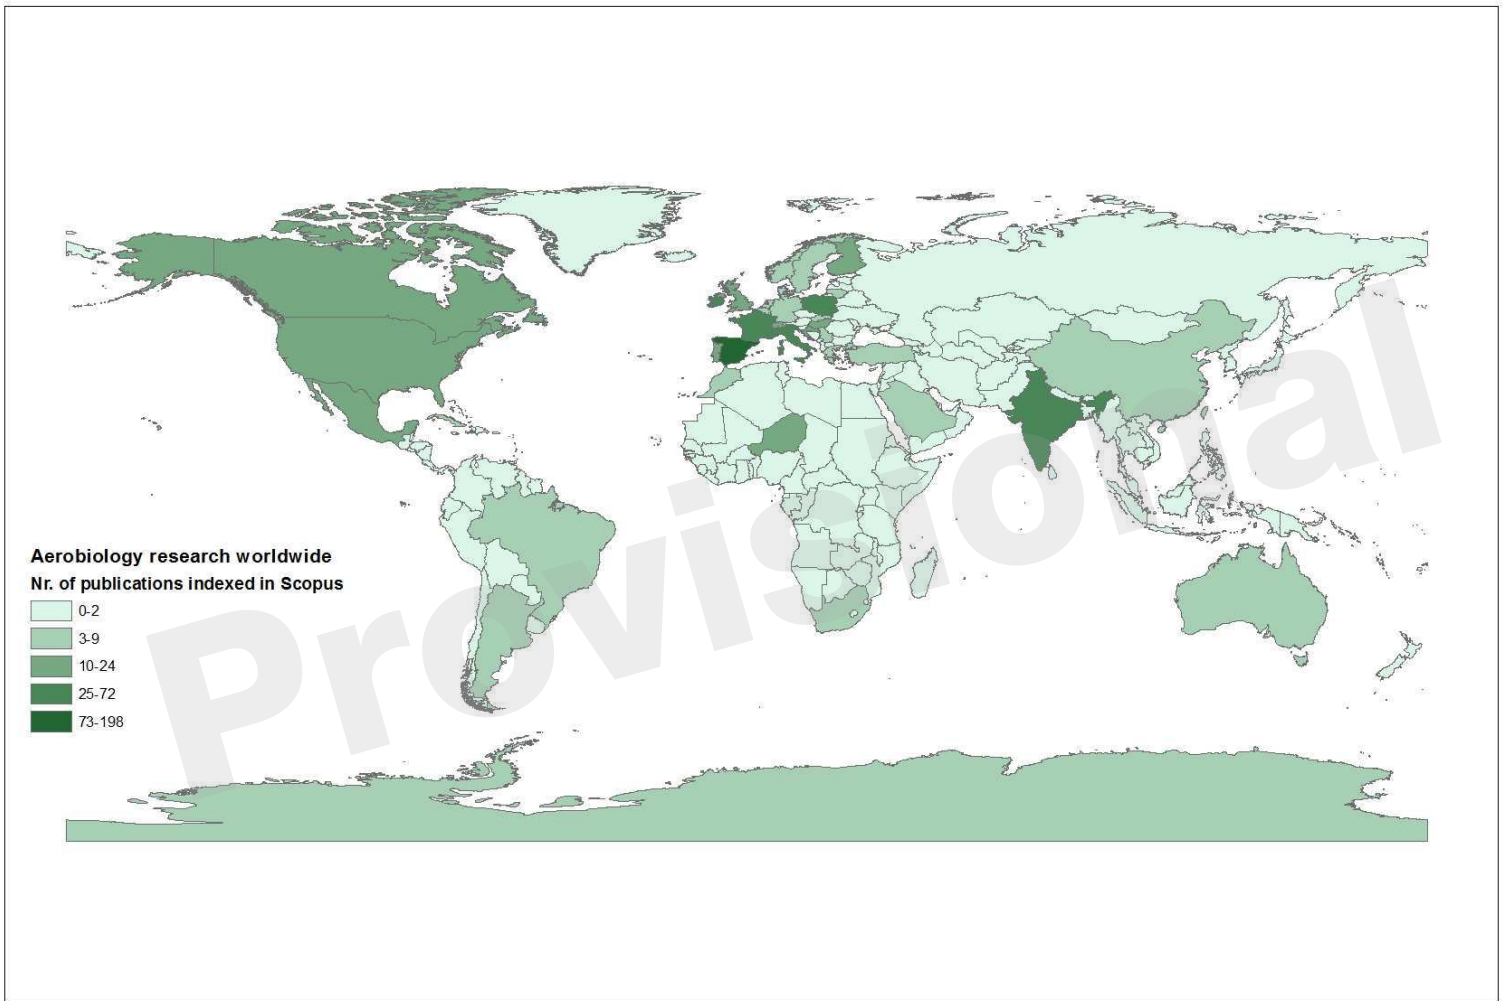 Aerobiology research worldwide
Nr. of publications indexed in Scopus
0-2
3-9
10-24
25-72
73-198
Provisional